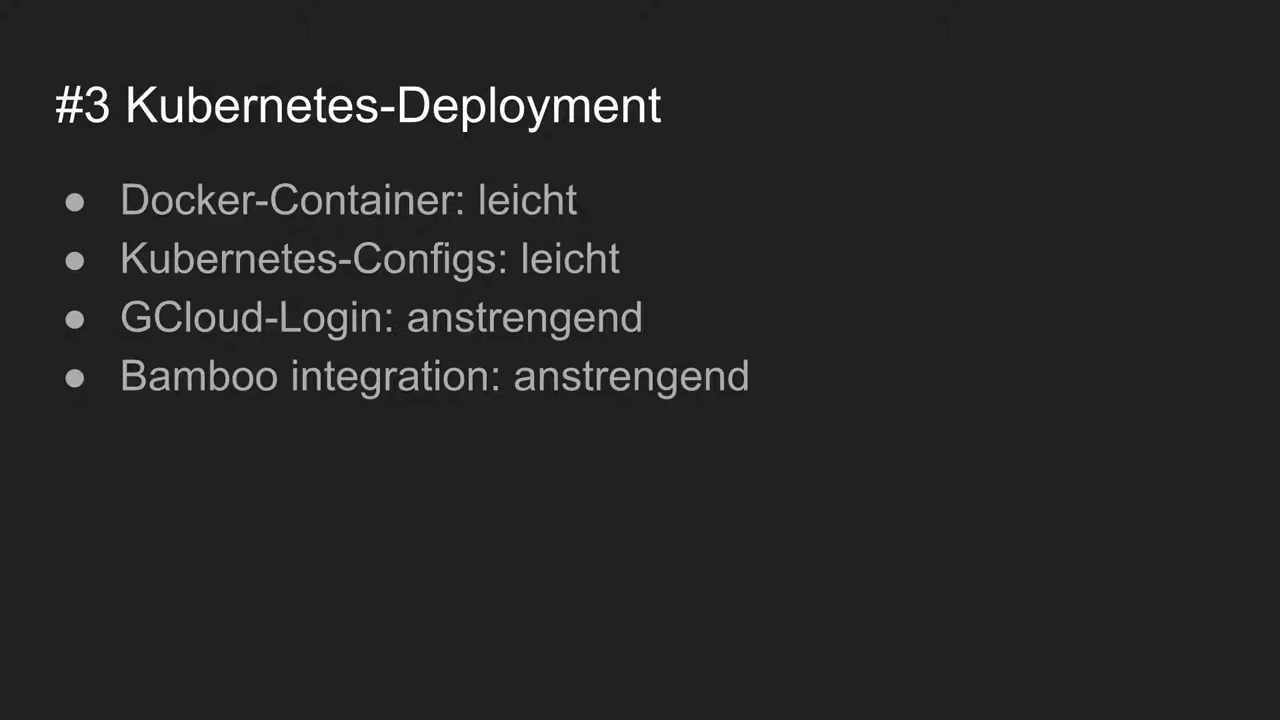 #3 Kubernetes-Deployment
● Docker-Container: leicht
● Kubernetes-Configs: leicht
● GCloud-Login: anstrengend
● Bamboo integration: anstrengend